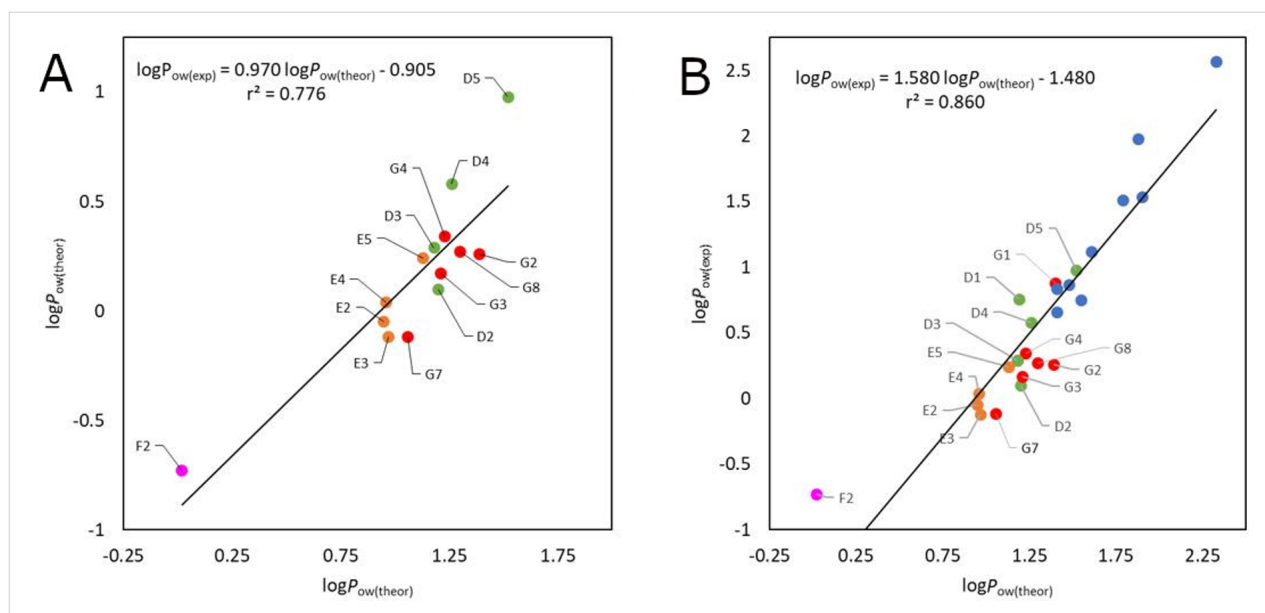 A
logPow(exp) = 0.970 logPow(theor) - 0.905
r² = 0.776
D5
1
D4
G4
0.5
D3
E5
G2
G8
E4
G3
0
E2
D2
E3
G7
-0.5
F2
-1
-0.25
0.25
0.75
1.25
1.75
logPow(theor)
logPow(theor)
B
logPow(exp) = 1.580 logPow(theor) - 1.480
r² = 0.860
2.5
2
1.5
D5
G1
1
D1
D4
0.5
D3
G4
G8
E5
G2
E4
G3
0
E2
D2
E3
G7
-0.5
F2
-1
-0.25
0.25
0.75
1.25
1.75
2.25
logPow(exp)
logPow(theor)